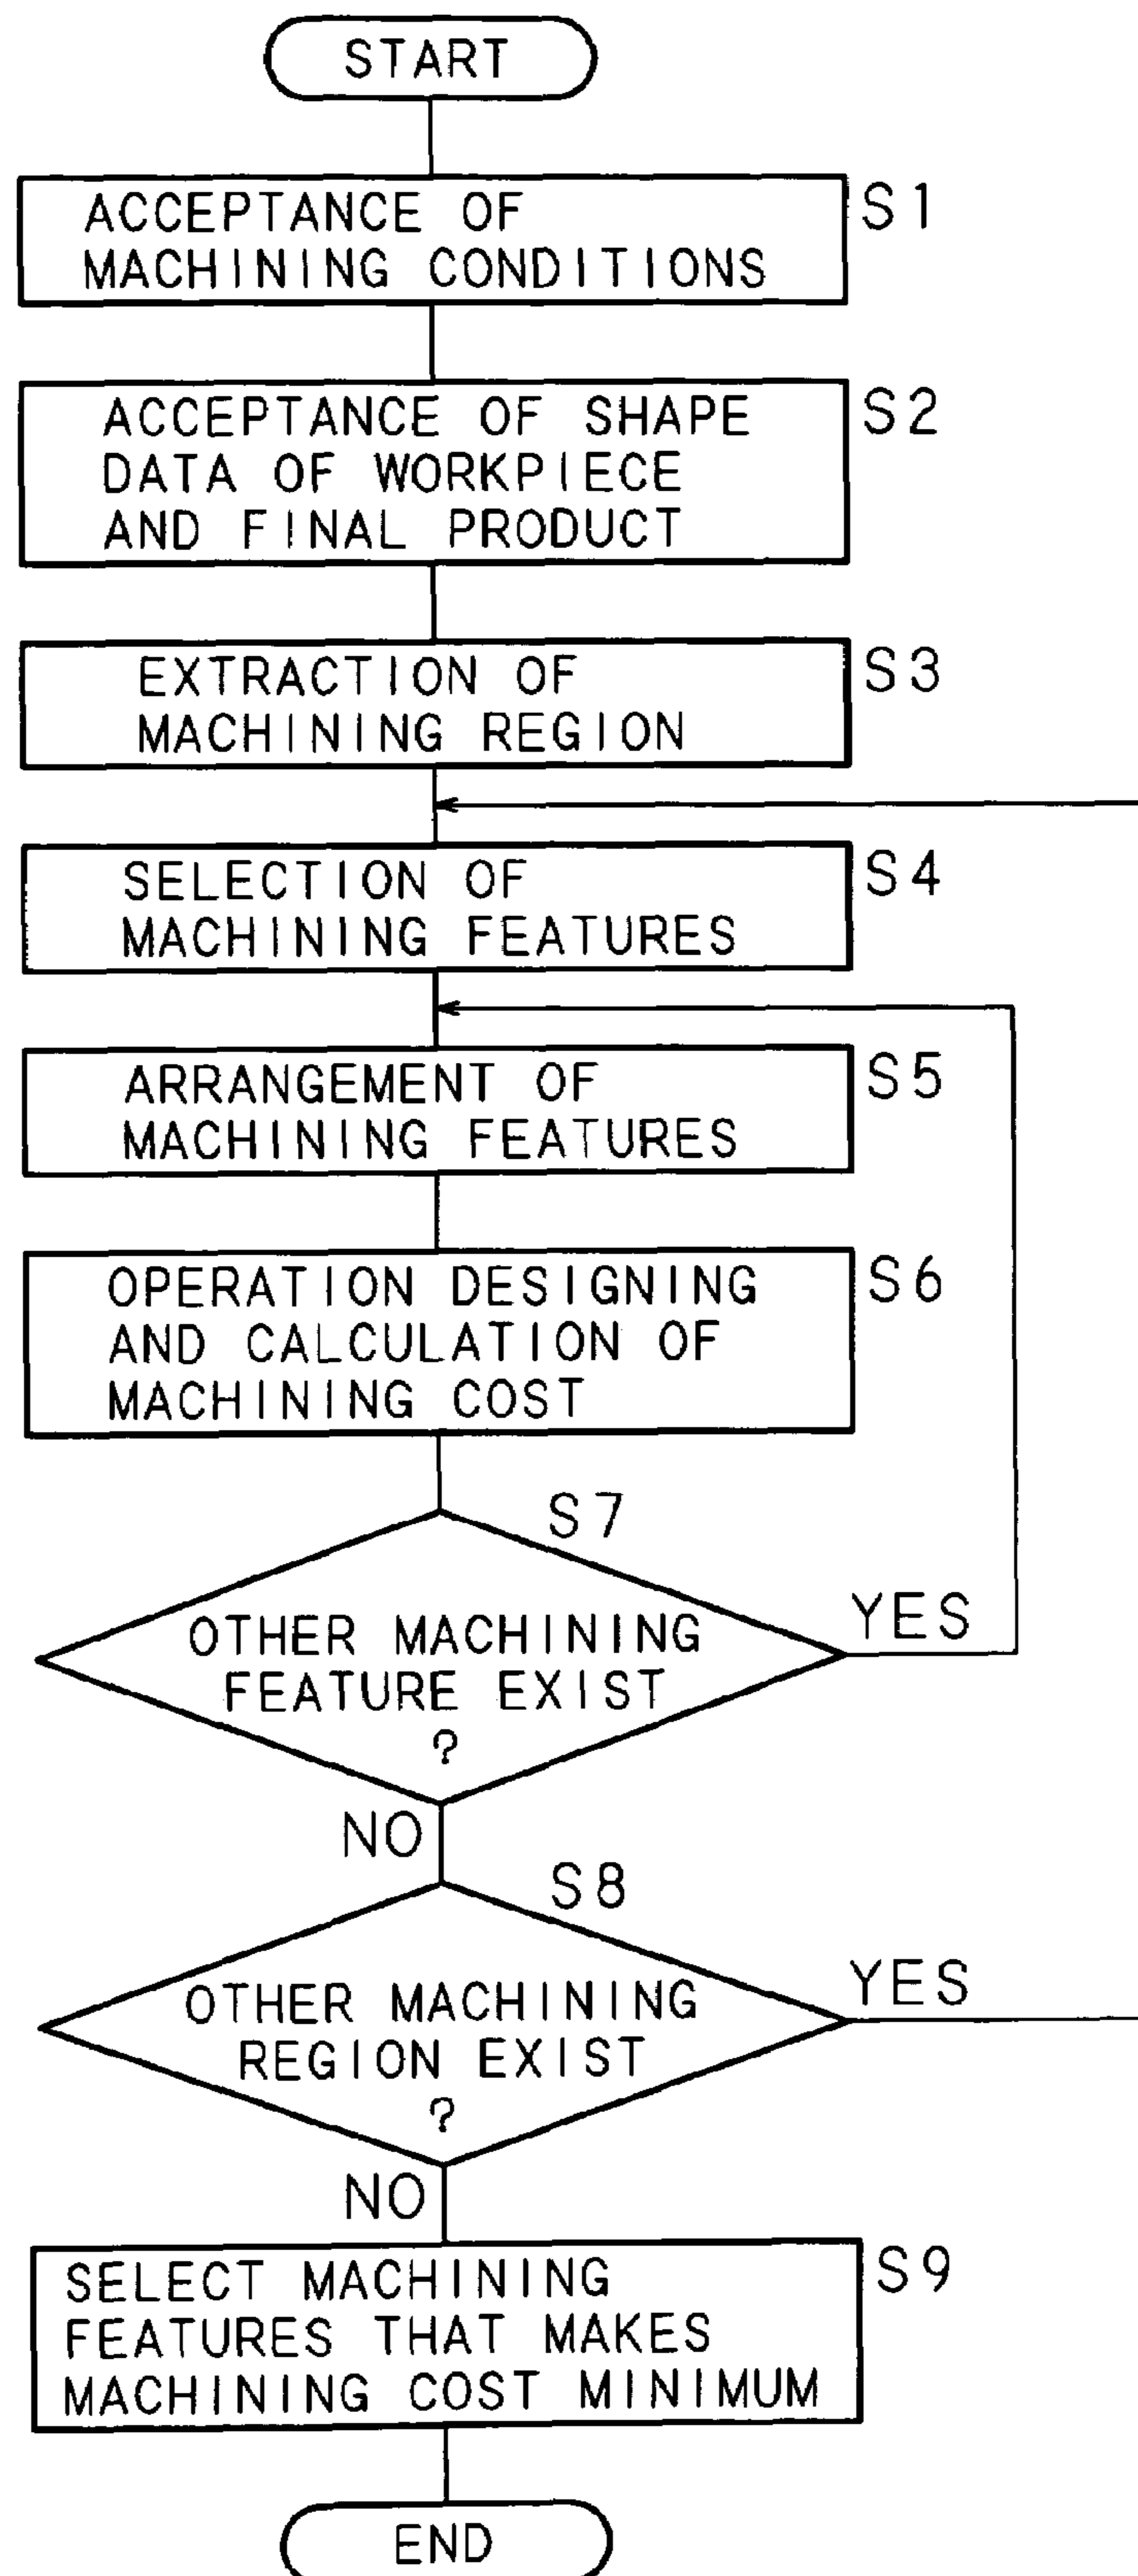 START
ACCEPTANCE OF
MACHINING CONDITIONS
S1
ACCEPTANCE OF SHAPE
DATA OF WORKPIECE
AND FINAL PRODUCT
S2
EXTRACTION OF
MACHINING REGION
S3
SELECTION OF
MACHINING FEATURES
S4
ARRANGEMENT OF
MACHINING FEATURES
S5
OPERATION DESIGNING
AND CALCULATION OF
MACHINING COST
S6
S7
OTHER MACHINING
FEATURE EXIST
?
YES
NO
S8
OTHER MACHINING
REGION EXIST
?
YES
NO
SELECT MACHINING
FEATURES THAT MAKES
MACHINING COST MINIMUM
S9
END